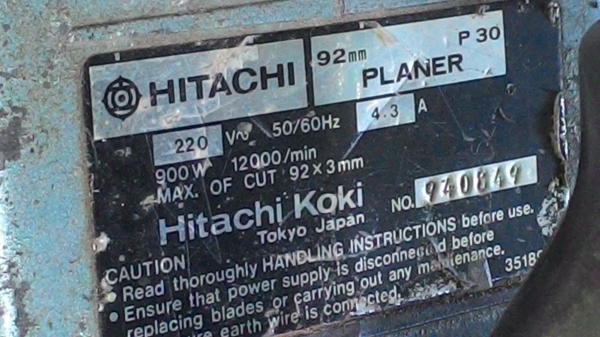 HITACHI
92mm P 30
PLANER
220 V~ 50/60Hz 4.3 A
900W 12000/min
MAX. OF CUT 92 x 3mm
Hitachi Koki NO. 940849
Tokyo Japan
CAUTION
• Read thoroughly HANDLING INSTRUCTIONS before use.
• Ensure that power supply is disconnected before
replacing blades or carrying out any maintenance.
earth wire is connected.